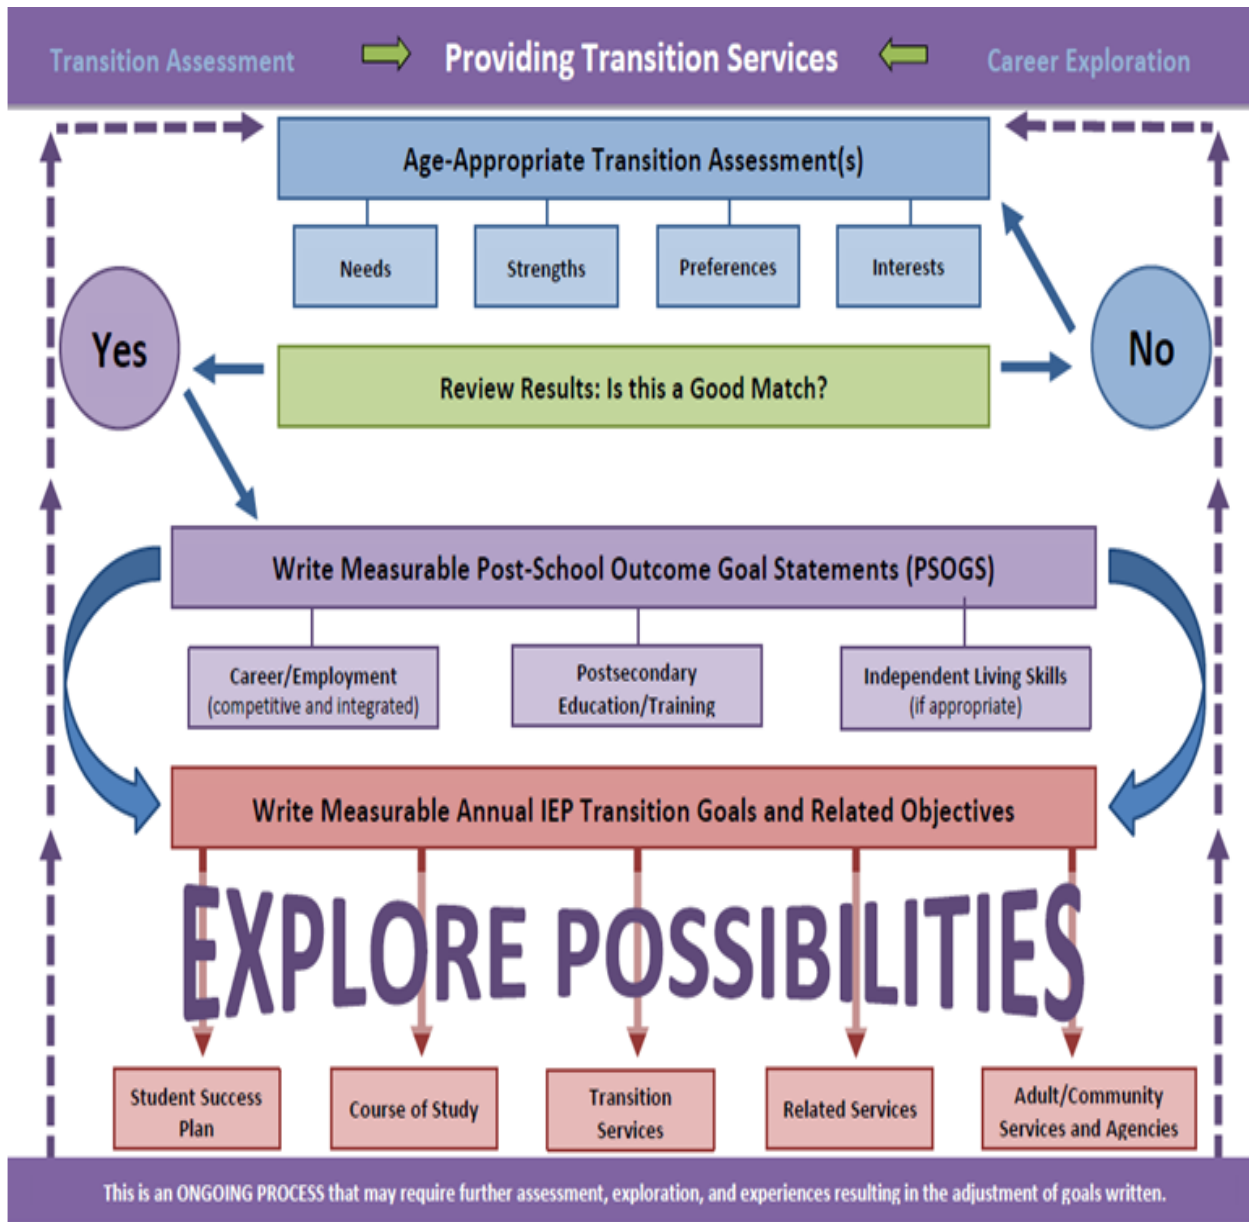 Transition Assessment
Providing Transition Services
Career Exploration
Age-Appropriate Transition Assessment(s)
Needs
Strengths
Preferences
Interests
Yes
No
Review Results: Is this a Good Match?
Write Measurable Post-School Outcome Goal Statements (PSOGS)
Career/Employment
(competitive and integrated)
Postsecondary
Education/Training
Independent Living Skills
(if appropriate)
Write Measurable Annual IEP Transition Goals and Related Objectives
EXPLORE POSSIBILITIES
Student Success
Plan
Course of Study
Transition
Services
Related Services
Adult/Community
Services and Agencies
This is an ONGOING PROCESS that may require further assessment, exploration, and experiences resulting in the adjustment of goals written.